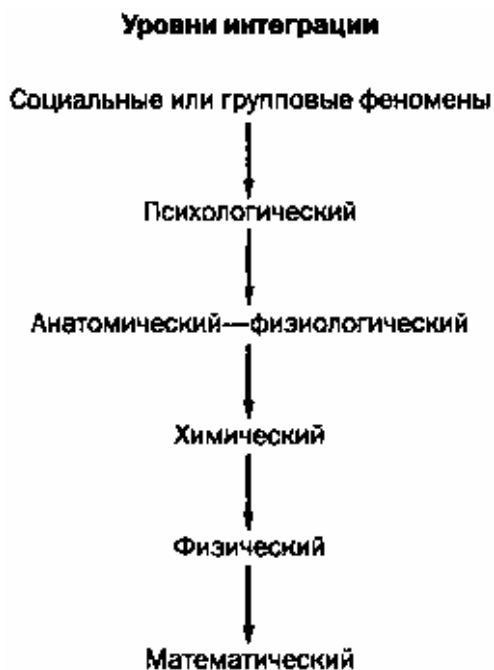 Уровни интеграции
Социальные или групповые феномены
Психологический
Анатомический—физиологический
Химический
Физический
Математический